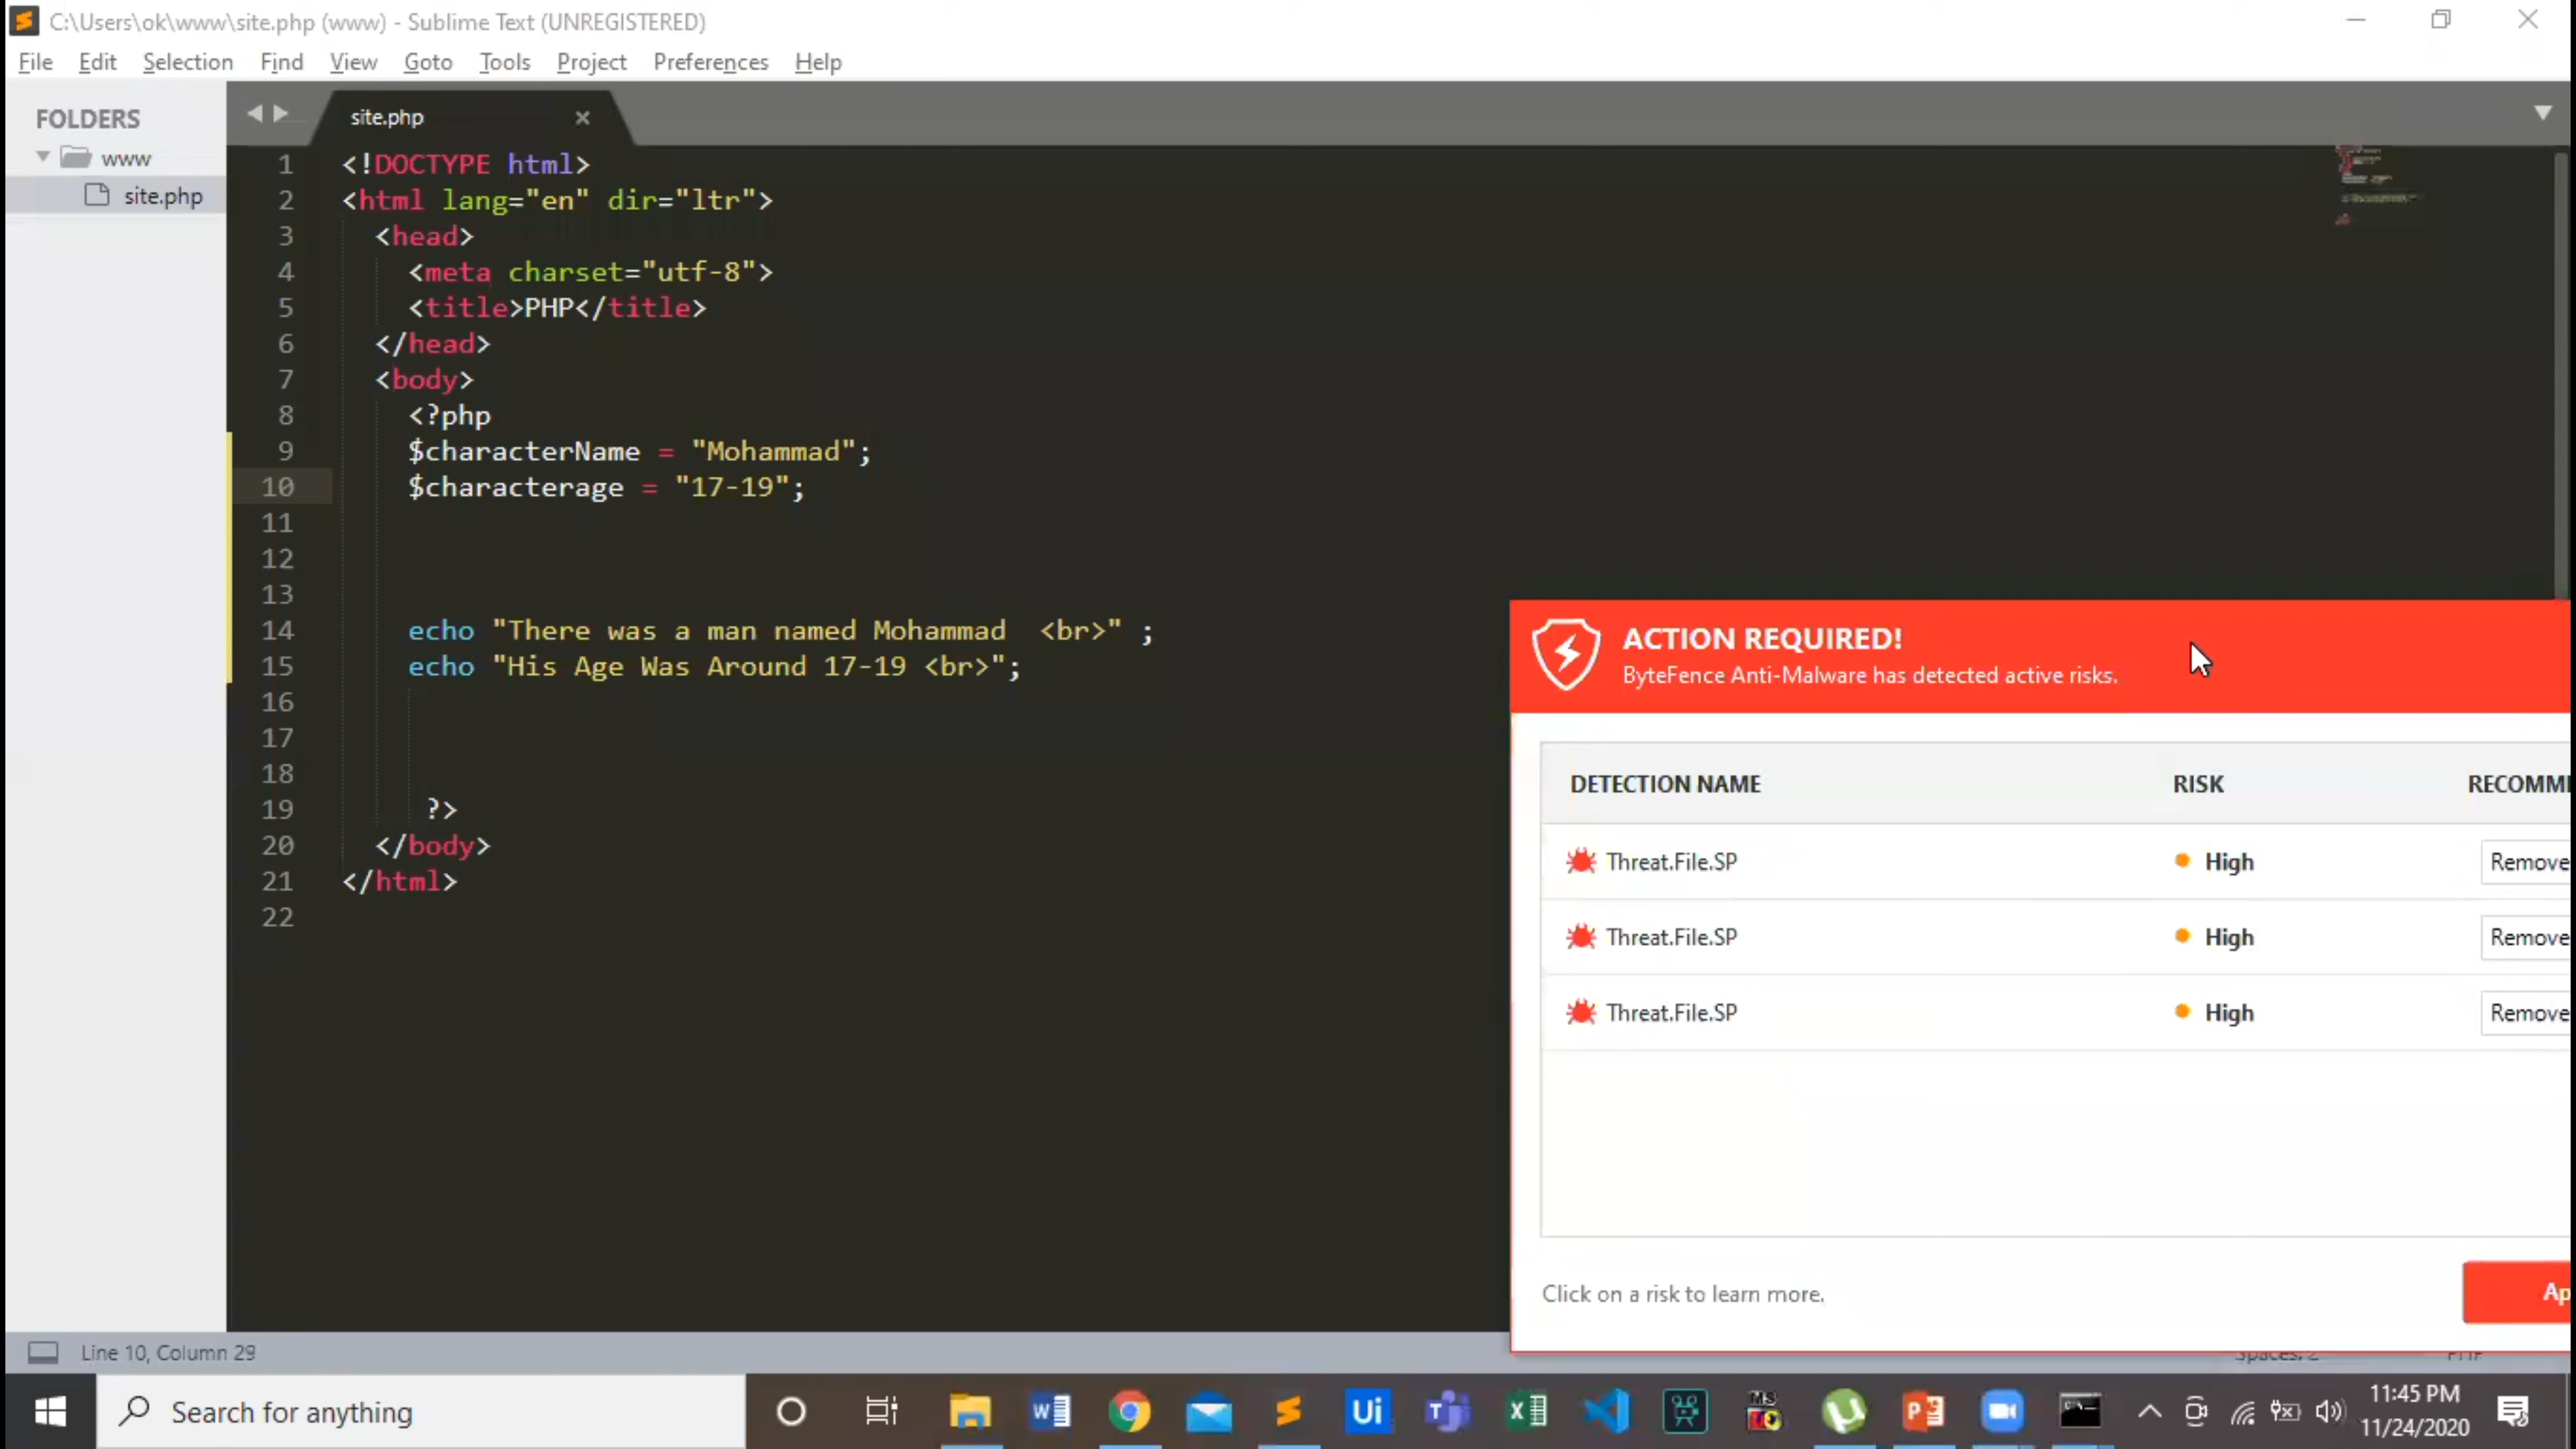 C:\Users\ok\www\site.php (www) - Sublime Text (UNREGISTERED)
File Edit Selection Find View Goto Tools Project Preferences Help
FOLDERS
www
site.php
site.php
1 <!DOCTYPE html>
2 <html lang="en" dir="ltr">
3 <head>
4 <meta charset="utf-8">
5 <title>PHP</title>
6 </head>
7 <body>
8 <?php
9 $characterName = "Mohammad";
10 $characterage = "17-19";
11
12
13
14 echo "There was a man named Mohammad  <br>" ;
15 echo "His Age Was Around 17-19 <br>";
16
17
18
19 ?>
20 </body>
21 </html>
22
ACTION REQUIRED!
ByteFence Anti-Malware has detected active risks.
DETECTION NAME RISK RECOMM
Threat.File.SP High Remove
Threat.File.SP High Remove
Threat.File.SP High Remove
Click on a risk to learn more.
Ap
Line 10, Column 29
Search for anything
11:45 PM
11/24/2020